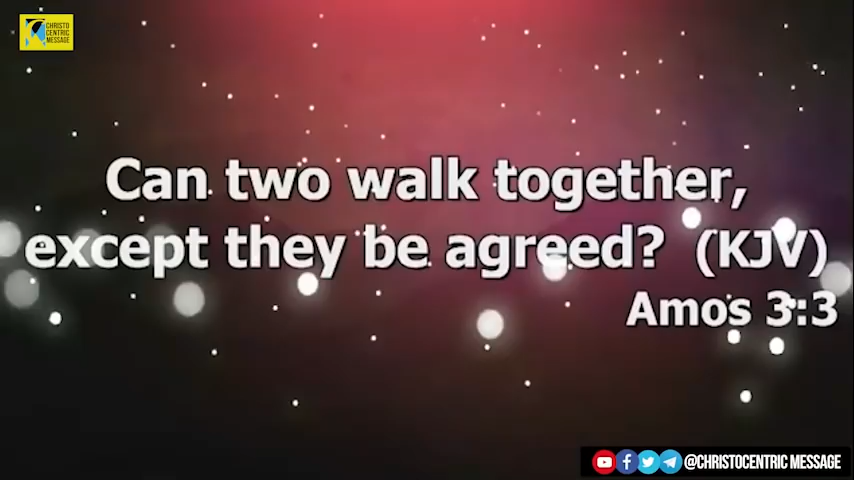 CHRISTO
CENTRIC
MESSAGE
Can two walk together,
except they be agreed? (KJV)
Amos 3:3
@CHRISTOCENTRIC MESSAGE